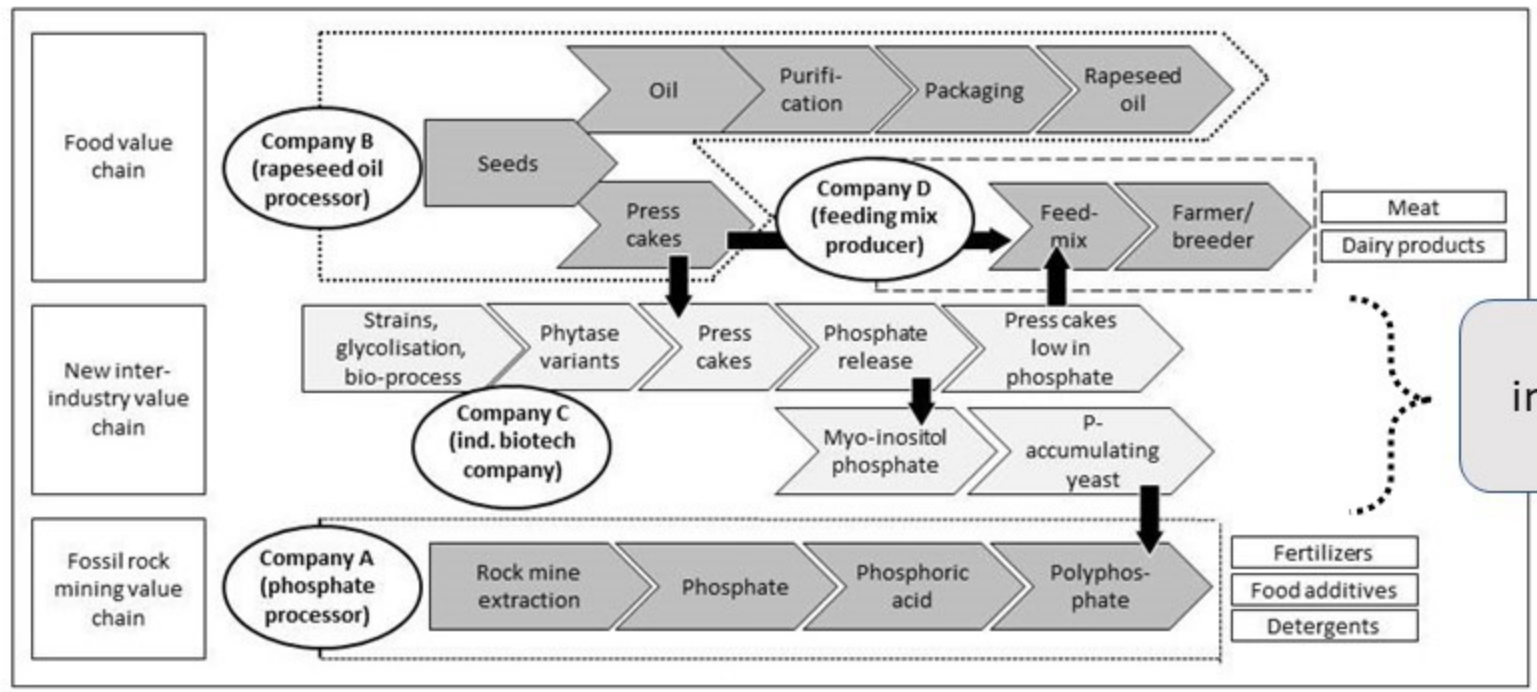 Food value
chain
Company B
(rapeseed oil
processor)
Seeds
Oil
Purifi-
cation
Packaging
Rapeseed
oil
Press
cakes
Company D
(feeding mix
producer)
Feed-
mix
Farmer/
breeder
Meat
Dairy products
New inter-
industry value
chain
Strains,
glycolisation,
bio-process
Phytase
variants
Press
cakes
Phosphate
release
Press cakes
low in
phosphate
Company C
(ind. biotech
company)
Myo-inositol
phosphate
P-
accumulating
yeast
Fossil rock
mining value
chain
Company A
(phosphate
processor)
Rock mine
extraction
Phosphate
Phosphoric
acid
Polyphos-
phate
Fertilizers
Food additives
Detergents